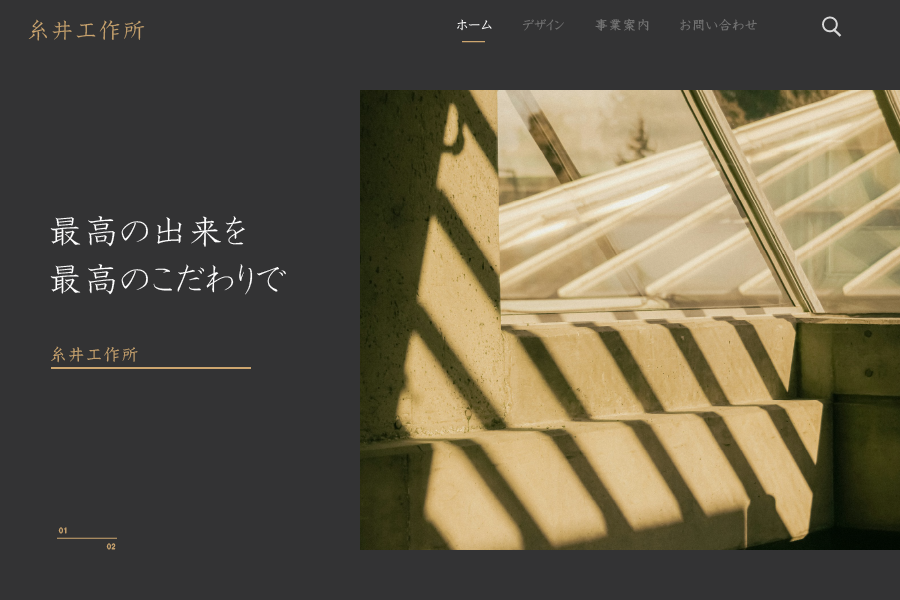 糸井工作所
ホーム
デザイン
事業案内
お問い合わせ
最高の出来を
最高のこだわりで
糸井工作所
01
02